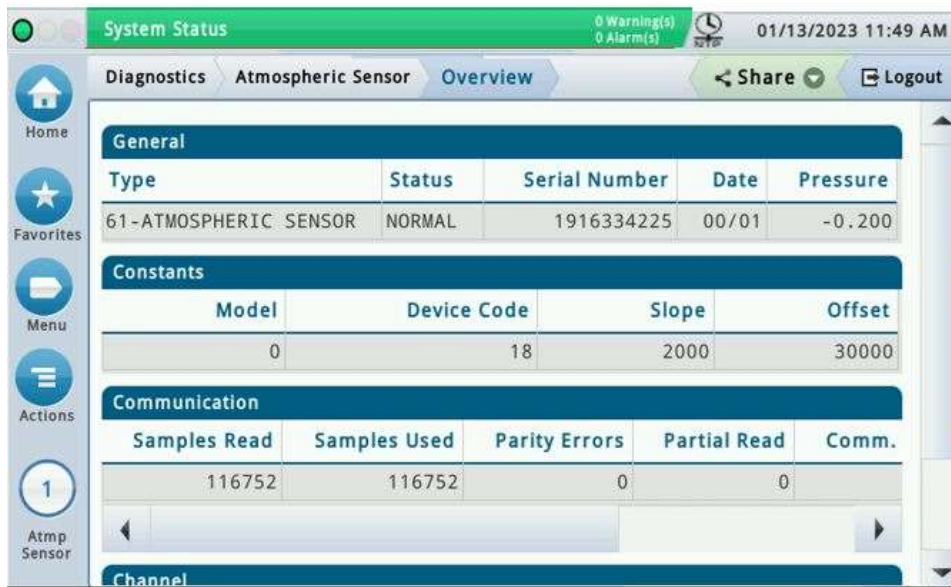 System Status
0 Warning(s)
0 Alarm(s)
01/13/2023 11:49 AM
Diagnostics Atmospheric Sensor Overview Share Logout
Home
Favorites
Menu
Actions
1
Atmp
Sensor
General
Type Status Serial Number Date Pressure
61-ATMOSPHERIC SENSOR NORMAL 1916334225 00/01 -0.200
Constants
Model Device Code Slope Offset
0 18 2000 30000
Communication
Samples Read Samples Used Parity Errors Partial Read Comm.
116752 116752 0 0
Channel